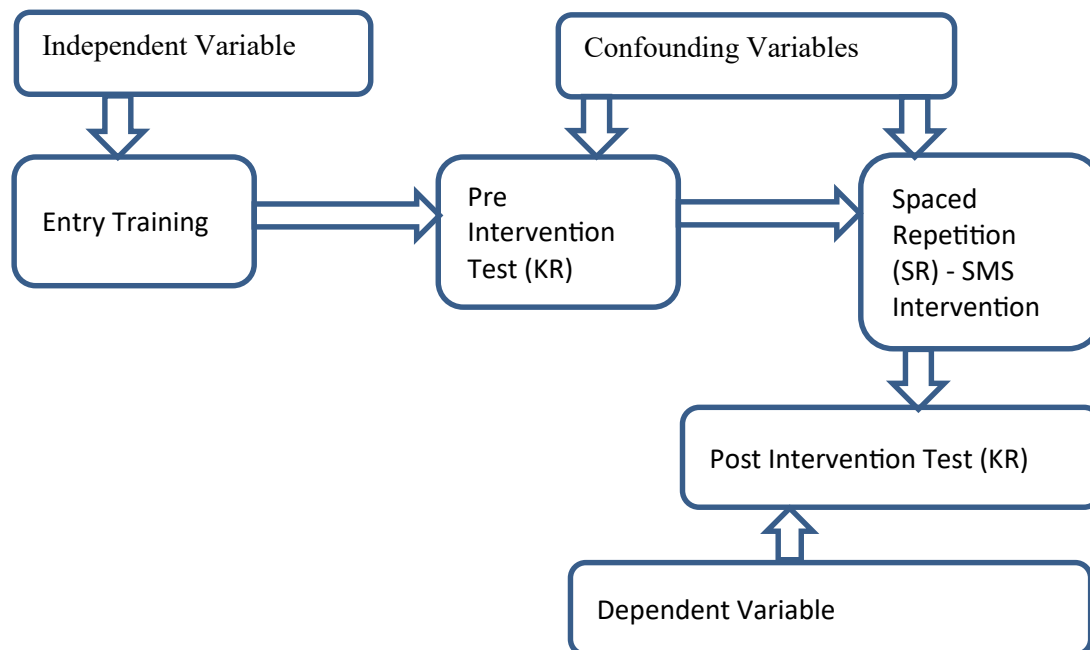 Independent Variable
Confounding Variables
Entry Training
Pre
Intervention
Test (KR)
Spaced
Repetition
(SR) - SMS
Intervention
Post Intervention Test (KR)
Dependent Variable